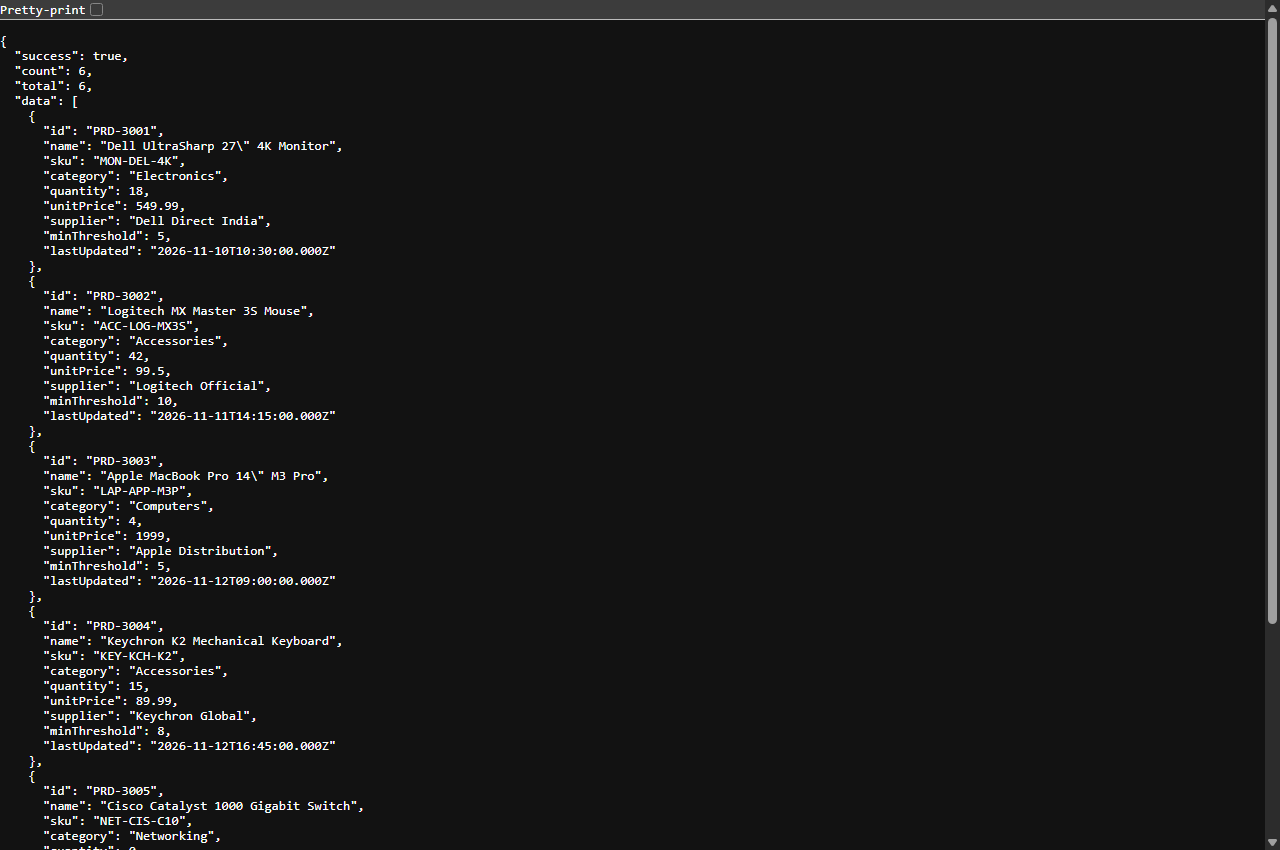 Pretty-print
{
  "success": true,
  "count": 6,
  "total": 6,
  "data": [
    {
      "id": "PRD-3001",
      "name": "Dell UltraSharp 27\" 4K Monitor",
      "sku": "MON-DEL-4K",
      "category": "Electronics",
      "quantity": 18,
      "unitPrice": 549.99,
      "supplier": "Dell Direct India",
      "minThreshold": 5,
      "lastUpdated": "2026-11-10T10:30:00.000Z"
    },
    {
      "id": "PRD-3002",
      "name": "Logitech MX Master 3S Mouse",
      "sku": "ACC-LOG-MX3S",
      "category": "Accessories",
      "quantity": 42,
      "unitPrice": 99.5,
      "supplier": "Logitech Official",
      "minThreshold": 10,
      "lastUpdated": "2026-11-11T14:15:00.000Z"
    },
    {
      "id": "PRD-3003",
      "name": "Apple MacBook Pro 14\" M3 Pro",
      "sku": "LAP-APP-M3P",
      "category": "Computers",
      "quantity": 4,
      "unitPrice": 1999,
      "supplier": "Apple Distribution",
      "minThreshold": 5,
      "lastUpdated": "2026-11-12T09:00:00.000Z"
    },
    {
      "id": "PRD-3004",
      "name": "Keychron K2 Mechanical Keyboard",
      "sku": "KEY-KCH-K2",
      "category": "Accessories",
      "quantity": 15,
      "unitPrice": 89.99,
      "supplier": "Keychron Global",
      "minThreshold": 8,
      "lastUpdated": "2026-11-12T16:45:00.000Z"
    },
    {
      "id": "PRD-3005",
      "name": "Cisco Catalyst 1000 Gigabit Switch",
      "sku": "NET-CIS-C10",
      "category": "Networking",